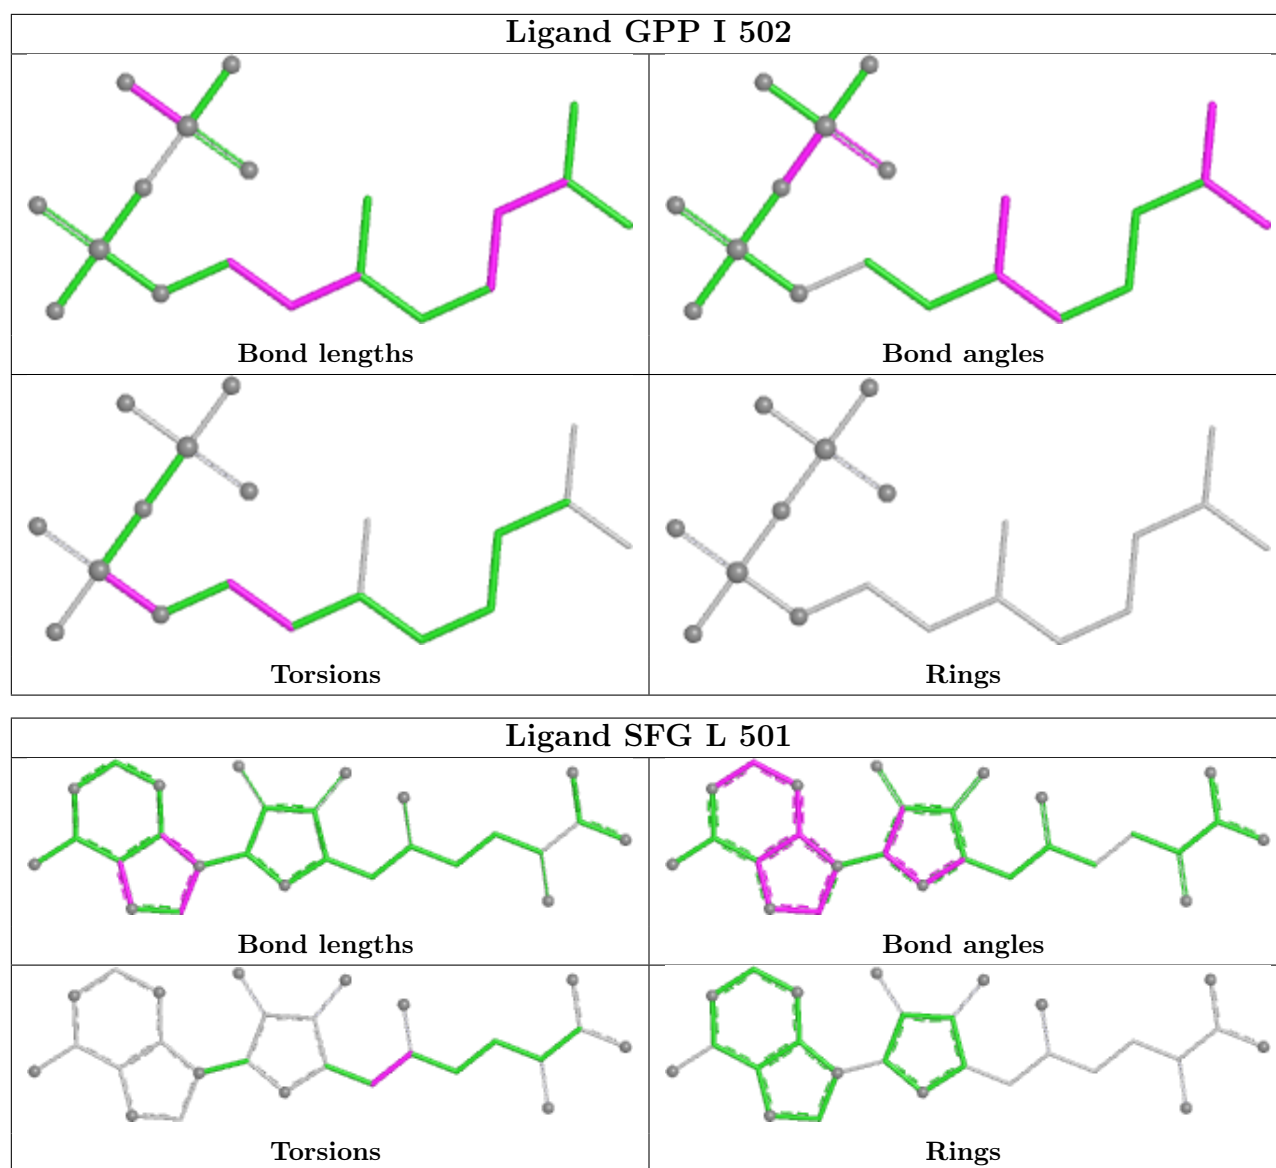 Ligand GPP I 502
Bond lengths
Bond angles
Torsions
Rings
Ligand SFG L 501
Bond lengths
Bond angles
Torsions
Rings